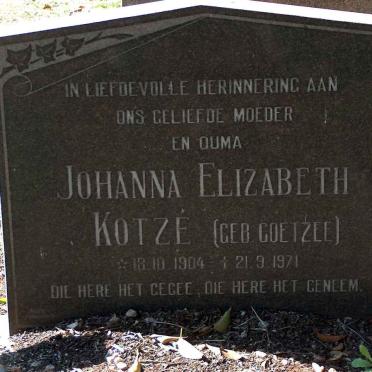 IN LIEFDEVOLLE HERINNERING AAN
ONS GELIEFDE MOEDER
EN OUMA
JOHANNA ELIZABETH
KOTZÉ (GEB COETZEE)
☆ 18.10 1904 - ✝ 21.9 1971
DIE HERE HET GEGEE, DIE HERE HET GENEEM.